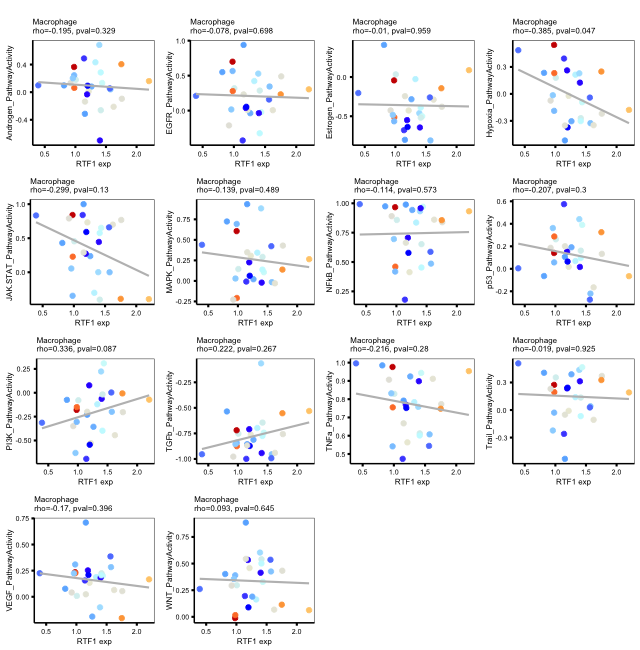 Macrophage
rho=-0.195, pval=0.329
Androgen_PathwayActivity
0.4
0.0
-0.4
0.5
1.0
1.5
2.0
RTF1 exp
Macrophage
rho=-0.078, pval=0.698
EGFR_PathwayActivity
1.0
0.5
0.0
0.5
1.0
1.5
2.0
RTF1 exp
Macrophage
rho=-0.01, pval=0.959
Estrogen_PathwayActivity
0.0
-0.5
0.5
1.0
1.5
2.0
RTF1 exp
Macrophage
rho=-0.385, pval=0.047
Hypoxia_PathwayActivity
0.3
0.0
-0.3
0.5
1.0
1.5
2.0
RTF1 exp
Macrophage
rho=-0.299, pval=0.13
JAK.STAT_PathwayActivity
1.0
0.5
0.0
0.5
1.0
1.5
2.0
RTF1 exp
Macrophage
rho=-0.139, pval=0.489
MAPK_PathwayActivity
1.00
0.75
0.50
0.25
0.00
-0.25
0.5
1.0
1.5
2.0
RTF1 exp
Macrophage
rho=-0.114, pval=0.573
NFkB_PathwayActivity
1.00
0.75
0.50
0.25
0.5
1.0
1.5
2.0
RTF1 exp
Macrophage
rho=-0.207, pval=0.3
p53_PathwayActivity
0.6
0.4
0.2
0.0
-0.2
0.5
1.0
1.5
2.0
RTF1 exp
Macrophage
rho=0.336, pval=0.087
PI3K_PathwayActivity
0.25
0.00
-0.25
-0.50
0.5
1.0
1.5
2.0
RTF1 exp
Macrophage
rho=0.222, pval=0.267
TGFb_PathwayActivity
-0.25
-0.50
-0.75
-1.00
0.5
1.0
1.5
2.0
RTF1 exp
Macrophage
rho=-0.216, pval=0.28
TNFa_PathwayActivity
1.0
0.9
0.8
0.7
0.6
0.5
0.5
1.0
1.5
2.0
RTF1 exp
Macrophage
rho=-0.019, pval=0.925
Trail_PathwayActivity
0.3
0.0
-0.3
0.5
1.0
1.5
2.0
RTF1 exp
Macrophage
rho=-0.17, pval=0.396
VEGF_PathwayActivity
0.75
0.50
0.25
0.00
0.5
1.0
1.5
2.0
RTF1 exp
Macrophage
rho=0.093, pval=0.645
WNT_PathwayActivity
0.75
0.50
0.25
0.00
0.5
1.0
1.5
2.0
RTF1 exp